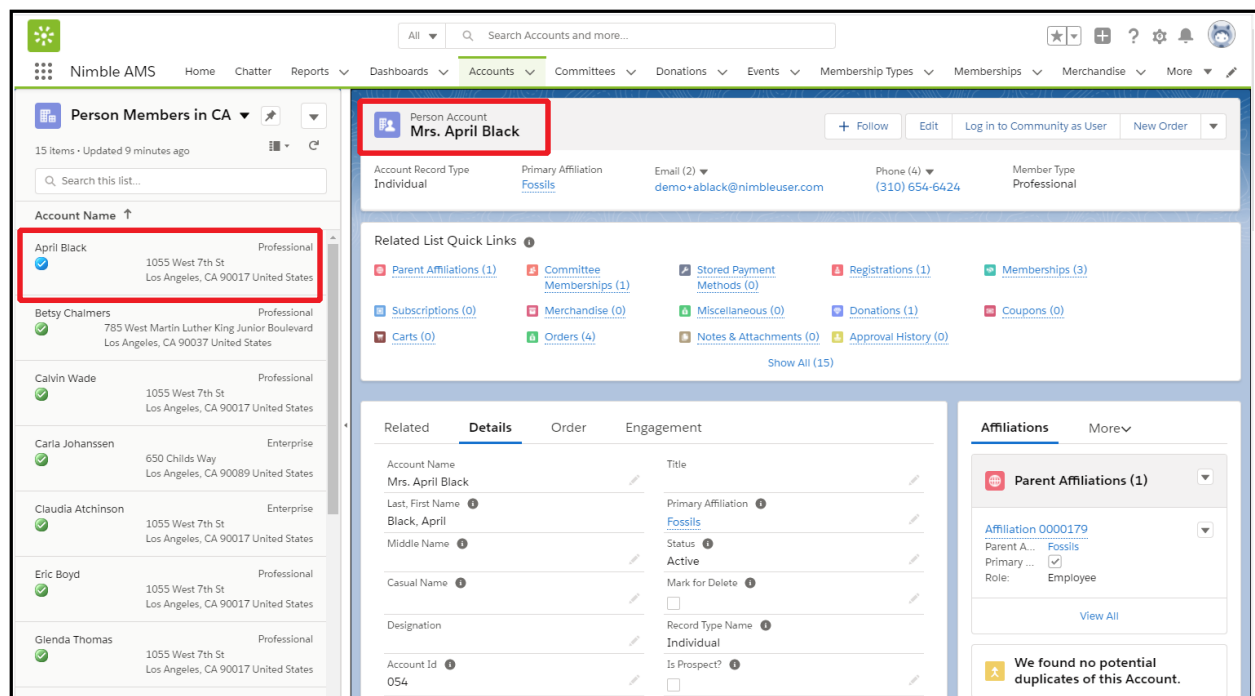 All
Search Accounts and more...
Nimble AMS
Home Chatter Reports Dashboards Accounts Committees Donations Events Membership Types Memberships Merchandise More
Person Members in CA
15 items • Updated 9 minutes ago
Search this list...
Account Name ↑
April Black Professional
1055 West 7th St
Los Angeles, CA 90017 United States
Betsy Chalmers Professional
785 West Martin Luther King Junior Boulevard
Los Angeles, CA 90037 United States
Calvin Wade Professional
1055 West 7th St
Los Angeles, CA 90017 United States
Carla Johanssen Enterprise
650 Childs Way
Los Angeles, CA 90089 United States
Claudia Atchinson Enterprise
1055 West 7th St
Los Angeles, CA 90017 United States
Eric Boyd Professional
1055 West 7th St
Los Angeles, CA 90017 United States
Glenda Thomas Professional
1055 West 7th St
Los Angeles, CA 90017 United States
Person Account
Mrs. April Black
+ Follow Edit Log in to Community as User New Order
Account Record Type Primary Affiliation Email (2) Phone (4) Member Type
Individual Fossils demo+ablack@nimbleuser.com (310) 654-6424 Professional
Related List Quick Links
Parent Affiliations (1) Committee Memberships (1) Stored Payment Methods (0) Registrations (1) Memberships (3)
Subscriptions (0) Merchandise (0) Miscellaneous (0) Donations (1) Coupons (0)
Carts (0) Orders (4) Notes & Attachments (0) Approval History (0)
Show All (15)
Related Details Order Engagement
Account Name Title
Mrs. April Black
Last, First Name Primary Affiliation
Black, April Fossils
Middle Name Status
Active
Casual Name Mark for Delete
Designation Record Type Name
Individual
Account Id Is Prospect?
054
Affiliations More
Parent Affiliations (1)
Affiliation 0000179
Parent A... Fossils
Primary ...
Role: Employee
View All
We found no potential
duplicates of this Account.